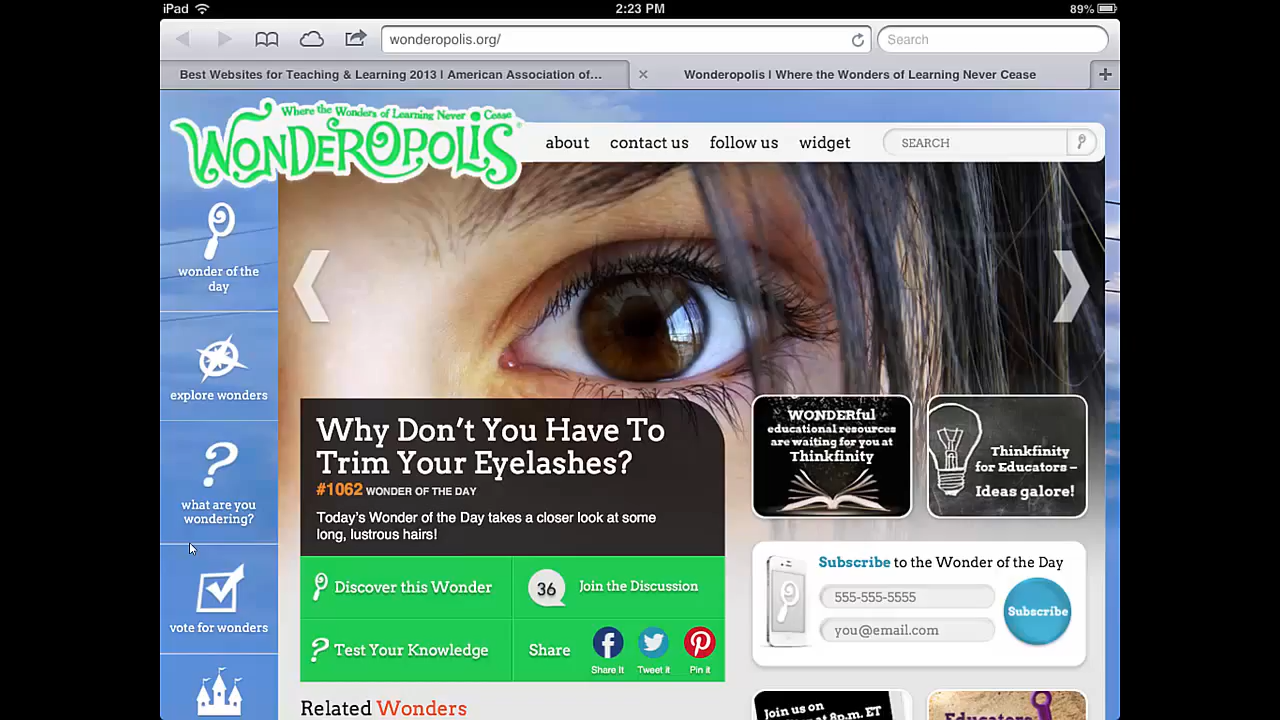 iPad
2:23 PM
89%
wonderopolis.org/
Search
Best Websites for Teaching & Learning 2013 | American Association of...
Wonderopolis | Where the Wonders of Learning Never Cease
Where the Wonders of Learning Never Cease
WONDEROPOLIS
about
contact us
follow us
widget
SEARCH
wonder of the
day
explore wonders
what are you
wondering?
vote for wonders
Why Don't You Have To
Trim Your Eyelashes?
#1062 WONDER OF THE DAY
Today's Wonder of the Day takes a closer look at some
long, lustrous hairs!
Discover this Wonder
36
Join the Discussion
Test Your Knowledge
Share
Share It
Tweet it
Pin it
WONDERful
educational resources
are waiting for you at
Thinkfinity
Thinkfinity
for Educators –
Ideas galore!
Subscribe to the Wonder of the Day
555-555-5555
you@email.com
Subscribe
Related Wonders
Join us on
8p.m. ET
Educators